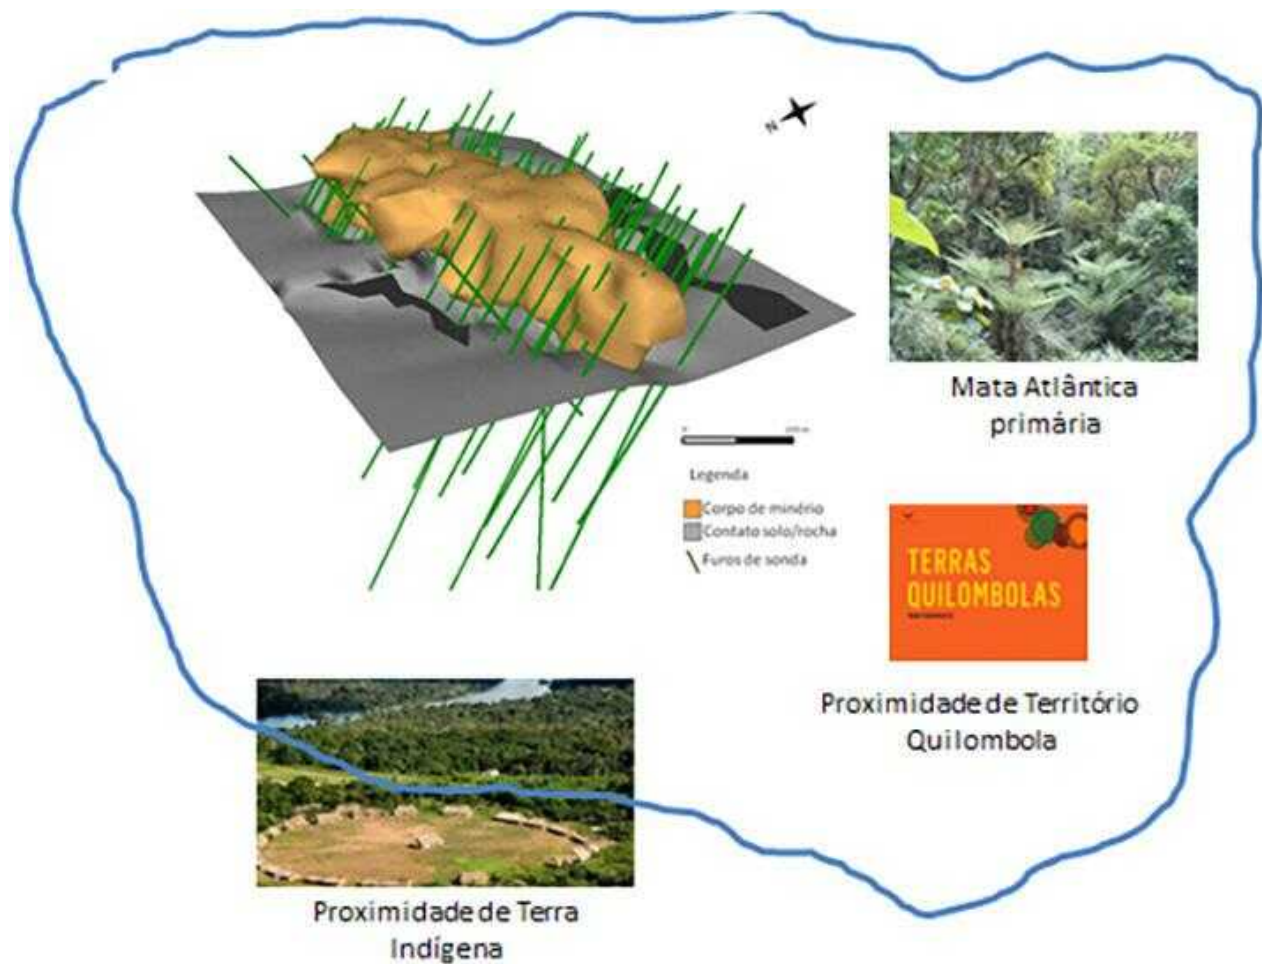 N
Mata Atlântica
primária
0
Legenda
Corpo de minério
Contato solo/rocha
Furos de sonda
TERRAS
QUILOMBOLAS
Proximidade de Território
Quilombola
Proximidade de Terra
Indígena